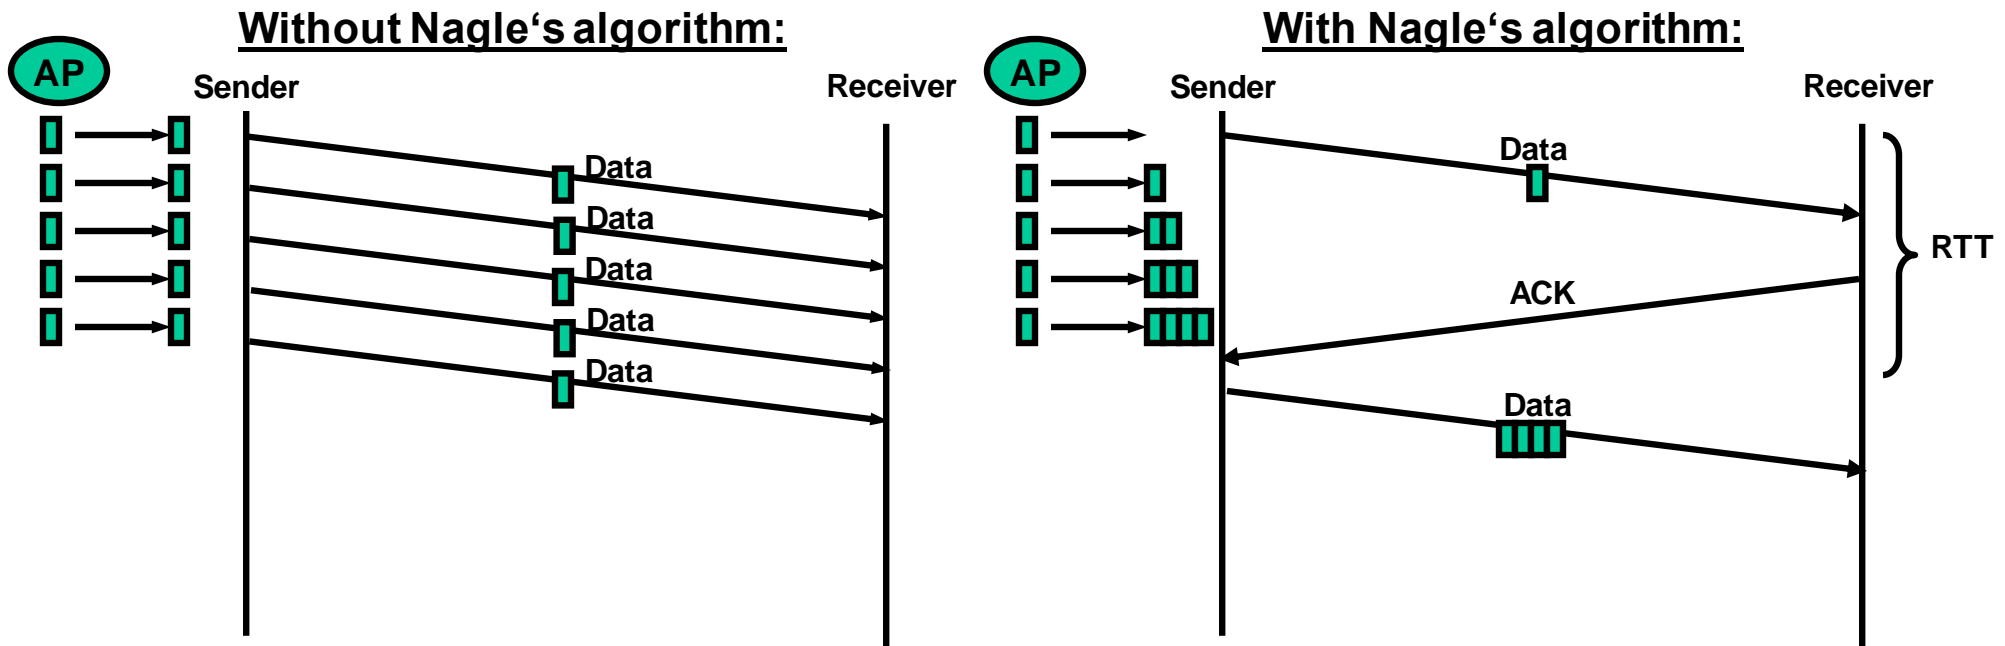 Without Nagle‘s algorithm:
AP
Sender
Receiver
Data
Data
Data
Data
Data
With Nagle‘s algorithm:
AP
Sender
Receiver
Data
RTT
ACK
Data